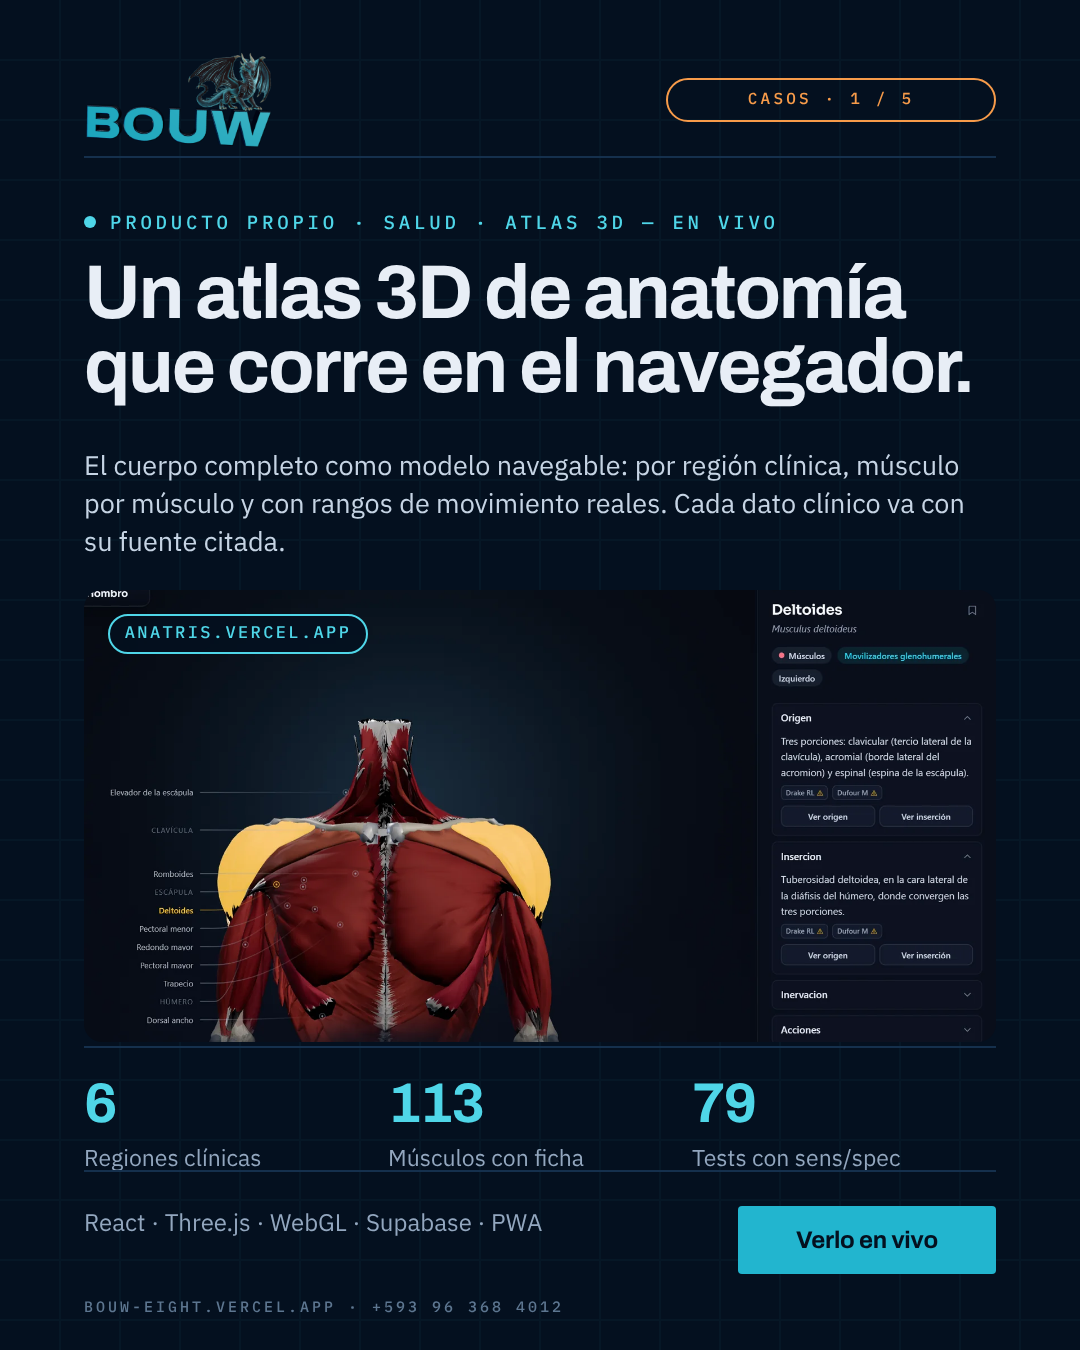 BOUW
CASOS · 1 / 5
PRODUCTO PROPIO · SALUD · ATLAS 3D — EN VIVO
Un atlas 3D de anatomía
que corre en el navegador.
El cuerpo completo como modelo navegable: por región clínica, músculo
por músculo y con rangos de movimiento reales. Cada dato clínico va con
su fuente citada.
ombro
ANATRIS.VERCEL.APP
Elevador de la escápula
CLAVÍCULA
Romboides
ESCÁPULA
Deltoides
Pectoral menor
Redondo mayor
Pectoral mayor
Trapecio
HÚMERO
Dorsal ancho
Deltoides
Musculus deltoideus
Músculos
Movilizadores glenohumerales
Izquierdo
Origen
Tres porciones: clavicular (tercio lateral de la
clavícula), acromial (borde lateral del
acromion) y espinal (espina de la escápula).
Drake RL ⚠ Dufour M ⚠
Ver origen Ver inserción
Insercion
Tuberosidad deltoidea, en la cara lateral de
la diáfisis del húmero, donde convergen las
tres porciones.
Drake RL ⚠ Dufour M ⚠
Ver origen Ver inserción
Inervacion
Acciones
6 113 79
Regiones clínicas Músculos con ficha Tests con sens/spec
React · Three.js · WebGL · Supabase · PWA
Verlo en vivo
BOUW-EIGHT.VERCEL.APP · +593 96 368 4012